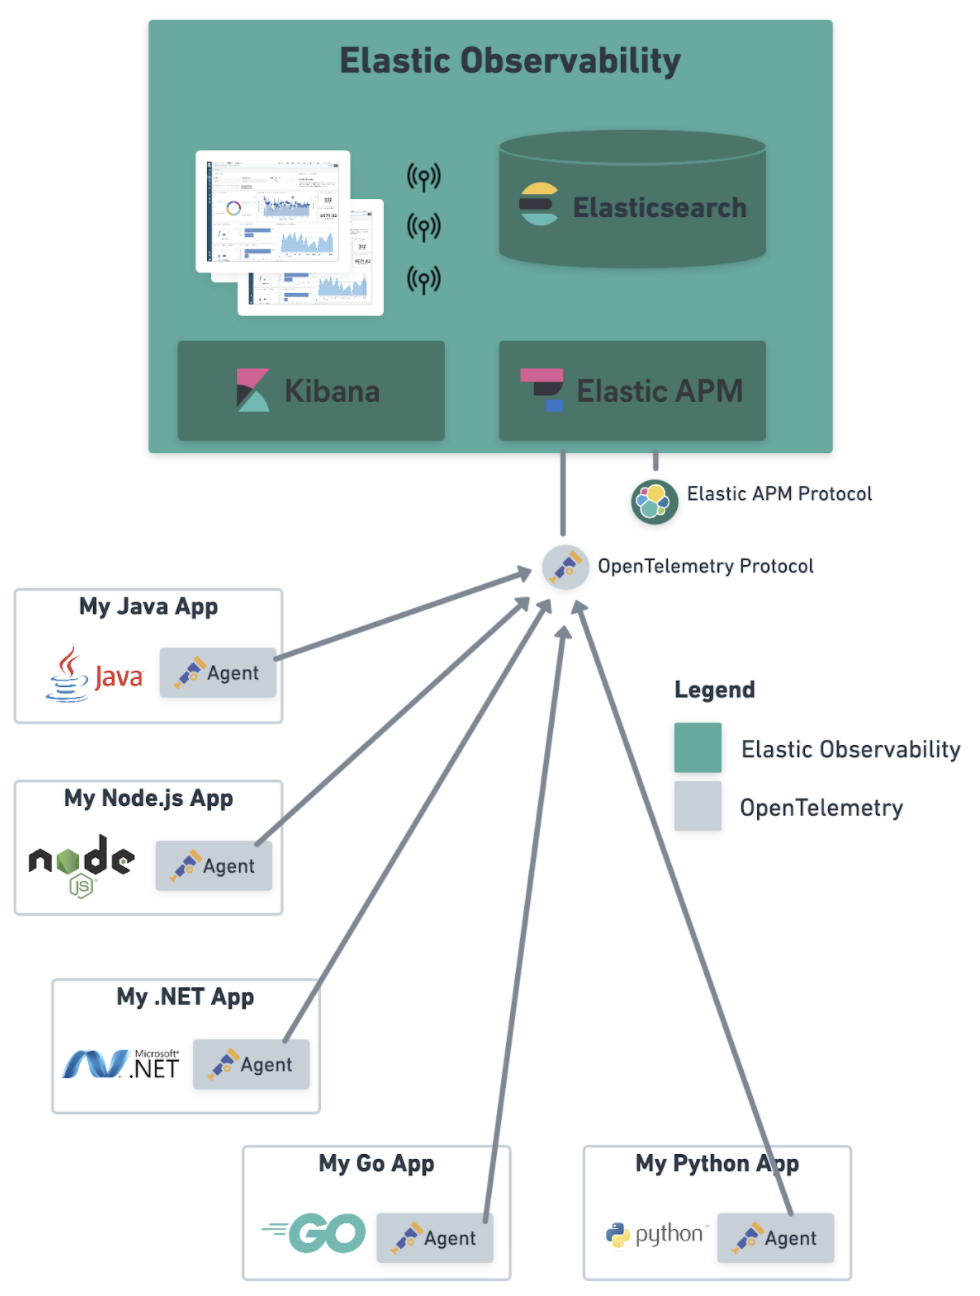 Elastic Observability
Elasticsearch
Kibana
Elastic APM
Elastic APM Protocol
OpenTelemetry Protocol
My Java App
Java
Agent
Legend
Elastic Observability
OpenTelemetry
My Node.js App
node
JS
Agent
My .NET App
Microsoft®
.NET
Agent
My Go App
GO
Agent
My Python App
python™
Agent